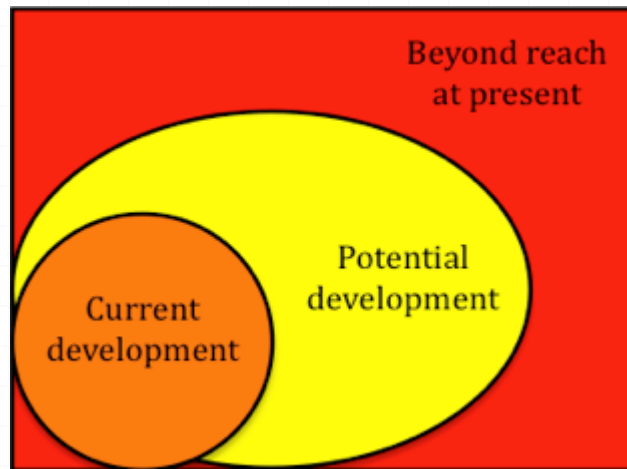 Beyond reach
at present
Potential
development
Current
development